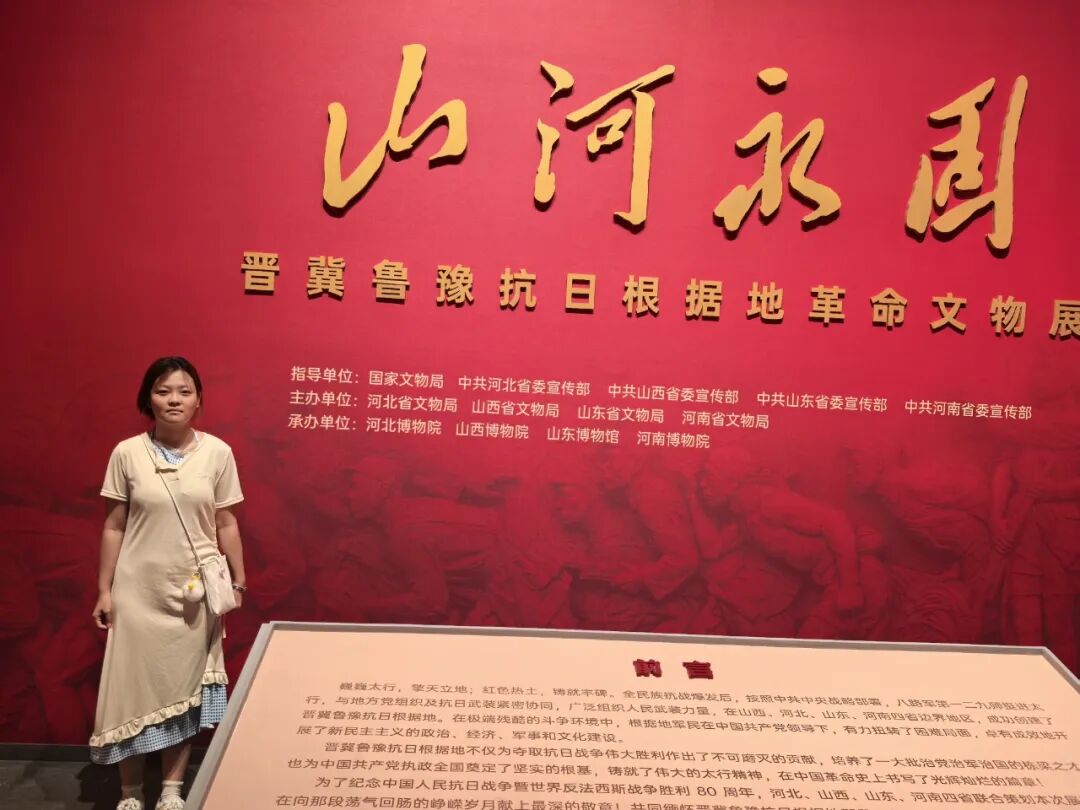 山河永固
晋冀鲁豫抗日根据地革命文物展
指导单位：国家文物局 中共河北省委宣传部 中共山西省委宣传部 中共山东省委宣传部 中共河南省委宣传部
主办单位：河北省文物局 山西省文物局 山东省文物局 河南省文物局
承办单位：河北博物院 山西博物院 山东博物馆 河南博物院
前言
巍巍太行，擎天立地；红色热土，铸就丰碑。全民族抗战爆发后，按照中共中央战略部署，八路军第一二九师挺进太
行，与地方党组织及抗日武装紧密协同，广泛组织人民武装力量，在山西、河北、山东、河南四省边界地区，成功创建了
晋冀鲁豫抗日根据地。在极端残酷的斗争环境中，根据地军民在中国共产党领导下，有力扭转了困难局面，卓有成效地开
展了新民主主义的政治、经济、军事和文化建设。
晋冀鲁豫抗日根据地不仅为夺取抗日战争伟大胜利作出了不可磨灭的贡献，培养了一大批治党治军治国的栋梁之
也为中国共产党执政全国奠定了坚实的根基，铸就了伟大的太行精神，在中国革命史上书写了光辉灿烂的篇章！
为了纪念中国人民抗日战争暨世界反法西斯战争胜利 80 周年，河北、山西、山东、河南四省联合策划本次展
在向那段荡气回肠的峥嵘岁月献上最深的敬意！共同缅怀晋冀鲁豫抗日根据地